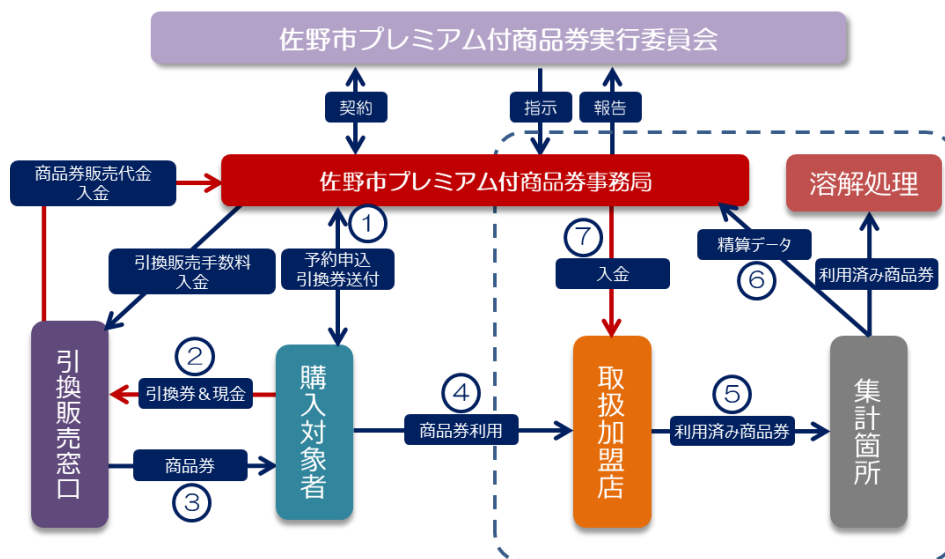 佐野市プレミアム付商品券実行委員会
契約
指示
報告
商品券販売代金
入金
佐野市プレミアム付商品券事務局
溶解処理
①
⑦
引換販売手数料
入金
予約申込
引換券送付
入金
精算データ
⑥
利用済み商品券
引換販売窓口
②
引換券＆現金
購入対象者
④
商品券利用
取扱加盟店
⑤
利用済み商品券
集計箇所
商品券
③